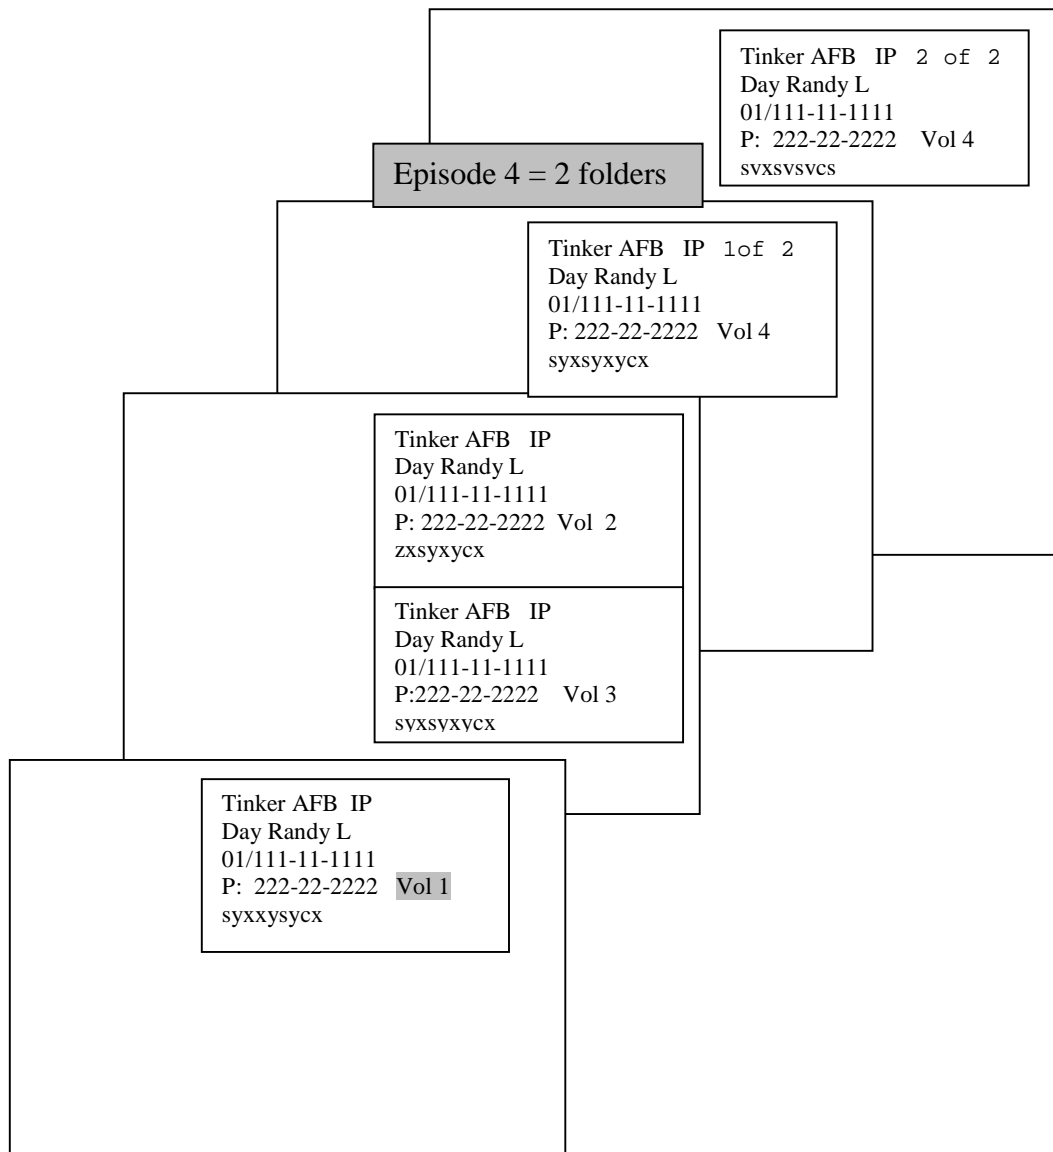 Tinker AFB IP 2 of 2
Day Randy L
01/111-11-1111
P: 222-22-2222 Vol 4
svxsvsvcs
Episode 4 = 2 folders
Tinker AFB IP 1of 2
Day Randy L
01/111-11-1111
P: 222-22-2222 Vol 4
syxsyxycx
Tinker AFB IP
Day Randy L
01/111-11-1111
P: 222-22-2222 Vol 2
zxsyxycx
Tinker AFB IP
Day Randy L
01/111-11-1111
P:222-22-2222 Vol 3
syxsyxycx
Tinker AFB IP
Day Randy L
01/111-11-1111
P: 222-22-2222 Vol 1
syxxysycx